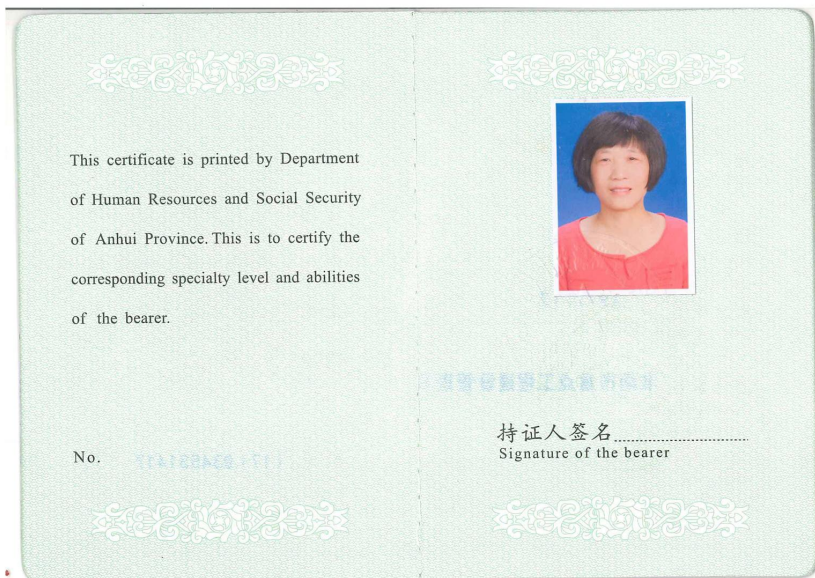 This certificate is printed by Department
of Human Resources and Social Security
of Anhui Province. This is to certify the
corresponding specialty level and abilities
of the bearer.
No.
持证人签名
Signature of the bearer